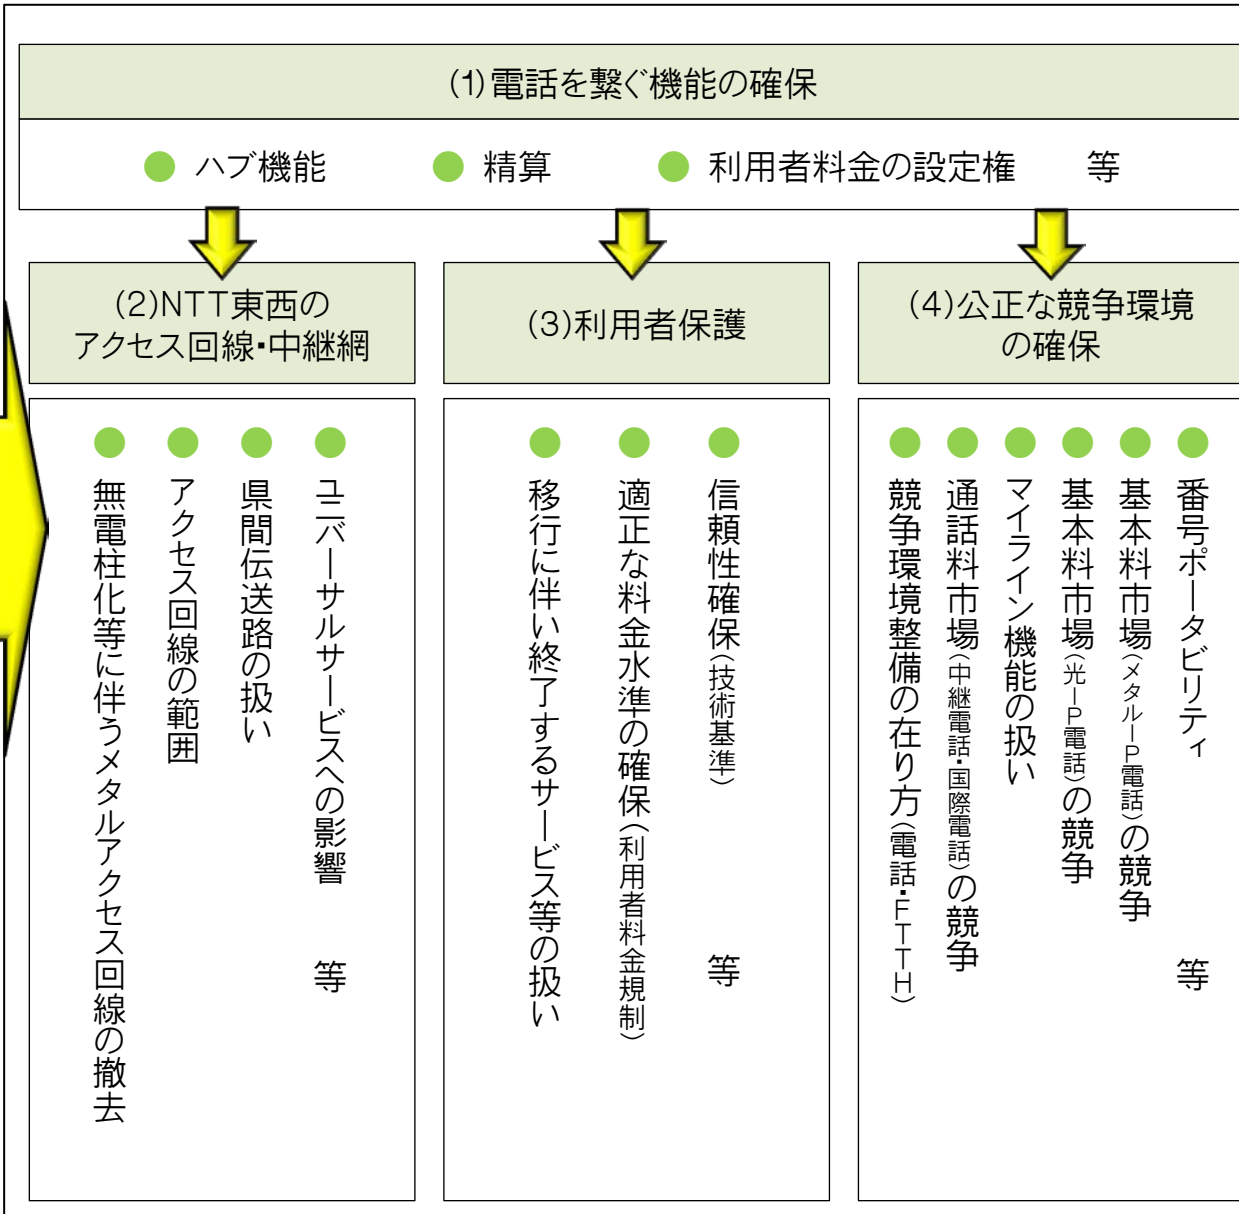 (1)電話を繋ぐ機能の確保
● ハブ機能 ● 精算 ● 利用者料金の設定権 等
(2)NTT東西の
アクセス回線・中継網
● ユニバーサルサービスへの影響 等
● 県間伝送路の扱い
● アクセス回線の範囲
● 無電柱化等に伴うメタルアクセス回線の撤去
(3)利用者保護
● 信頼性確保(技術基準) 等
● 適正な料金水準の確保(利用者料金規制)
● 移行に伴い終了するサービス等の扱い
(4)公正な競争環境
の確保
● 番号ポータビリティ 等
● 基本料市場(メタルIP電話)の競争
● 基本料市場(光IP電話)の競争
● マイライン機能の扱い
● 通話料市場(中継電話・国際電話)の競争
● 競争環境整備の在り方(電話・FTTH)